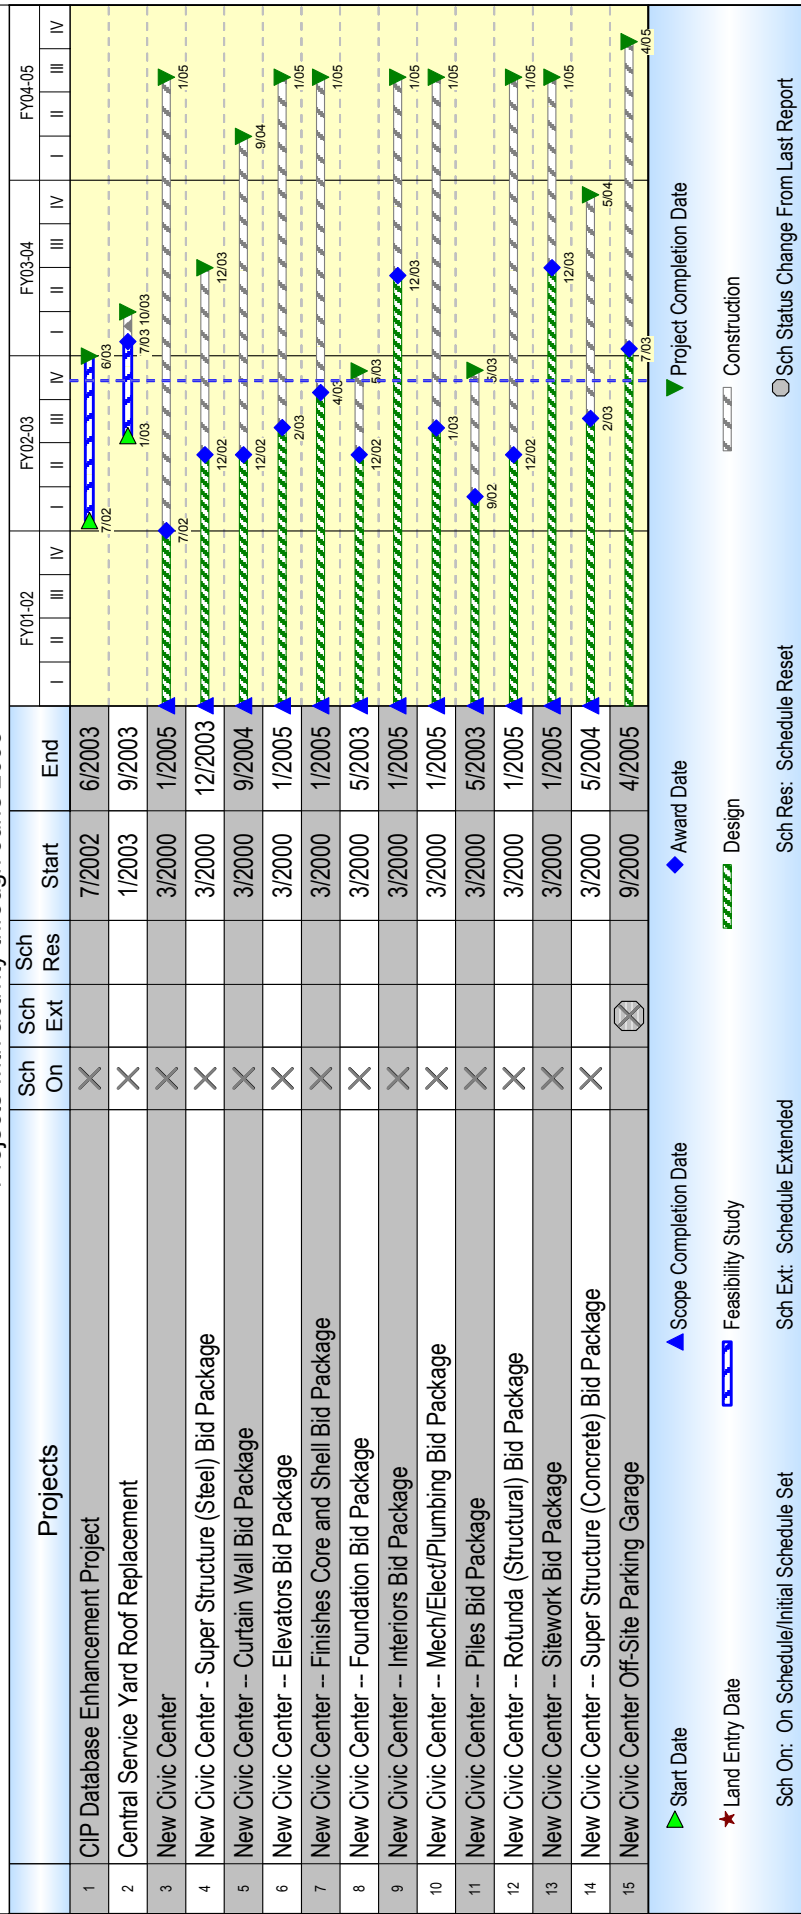 Projects Sch On Sch Ext Sch Res Start End FY01-02 FY02-03 FY03-04 FY04-05
I II III IV I II III IV I II III IV I II III IV
1 CIP Database Enhancement Project 7/2002 6/2003 7/02 6/03
2 Central Service Yard Roof Replacement 1/2003 9/2003 1/03 7/03 10/03
3 New Civic Center 3/2000 1/2005 7/02 1/05
4 New Civic Center - Super Structure (Steel) Bid Package 3/2000 12/2003 12/02 12/03
5 New Civic Center -- Curtain Wall Bid Package 3/2000 9/2004 12/02 9/04
6 New Civic Center -- Elevators Bid Package 3/2000 1/2005 2/03 1/05
7 New Civic Center -- Finishes Core and Shell Bid Package 3/2000 1/2005 4/03 1/05
8 New Civic Center -- Foundation Bid Package 3/2000 5/2003 12/02 5/03
9 New Civic Center -- Interiors Bid Package 3/2000 1/2005 12/03 1/05
10 New Civic Center -- Mech/Elect/Plumbing Bid Package 3/2000 1/2005 1/03 1/05
11 New Civic Center -- Piles Bid Package 3/2000 5/2003 9/02 5/03
12 New Civic Center -- Rotunda (Structural) Bid Package 3/2000 1/2005 12/02 1/05
13 New Civic Center -- Sitework Bid Package 3/2000 1/2005 12/03 1/05
14 New Civic Center -- Super Structure (Concrete) Bid Package 3/2000 5/2004 2/03 5/04
15 New Civic Center Off-Site Parking Garage 9/2000 4/2005 7/03 4/05
Start Date Scope Completion Date Award Date Project Completion Date
Land Entry Date Feasibility Study Design Construction
Sch On: On Schedule/Initial Schedule Set Sch Ext: Schedule Extended Sch Res: Schedule Reset Sch Status Change From Last Report